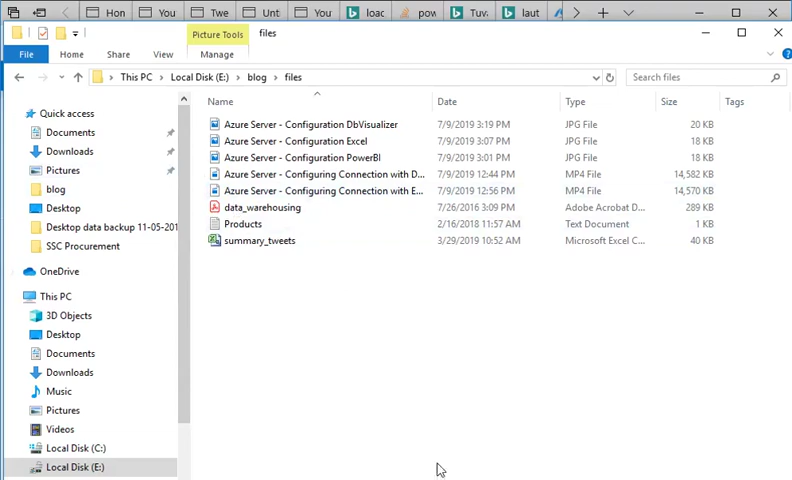 Hon You Twe Unt You load pow Tuv laut
Picture Tools files
File Home Share View Manage
This PC Local Disk (E:) blog files Search files
Name Date Type Size Tags
Quick access
Documents
Downloads
Pictures
blog
Desktop
Desktop data backup 11-05-201
SSC Procurement
OneDrive
This PC
3D Objects
Desktop
Documents
Downloads
Music
Pictures
Videos
Local Disk (C:)
Local Disk (E:)
Azure Server - Configuration DbVisualizer 7/9/2019 3:19 PM JPG File 20 KB
Azure Server - Configuration Excel 7/9/2019 3:07 PM JPG File 18 KB
Azure Server - Configuration PowerBI 7/9/2019 3:01 PM JPG File 18 KB
Azure Server - Configuring Connection with D... 7/9/2019 12:44 PM MP4 File 14,582 KB
Azure Server - Configuring Connection with E... 7/9/2019 12:56 PM MP4 File 14,570 KB
data_warehousing 7/26/2016 3:09 PM Adobe Acrobat D... 289 KB
Products 2/16/2018 11:57 AM Text Document 1 KB
summary_tweets 3/29/2019 10:52 AM Microsoft Excel C... 40 KB